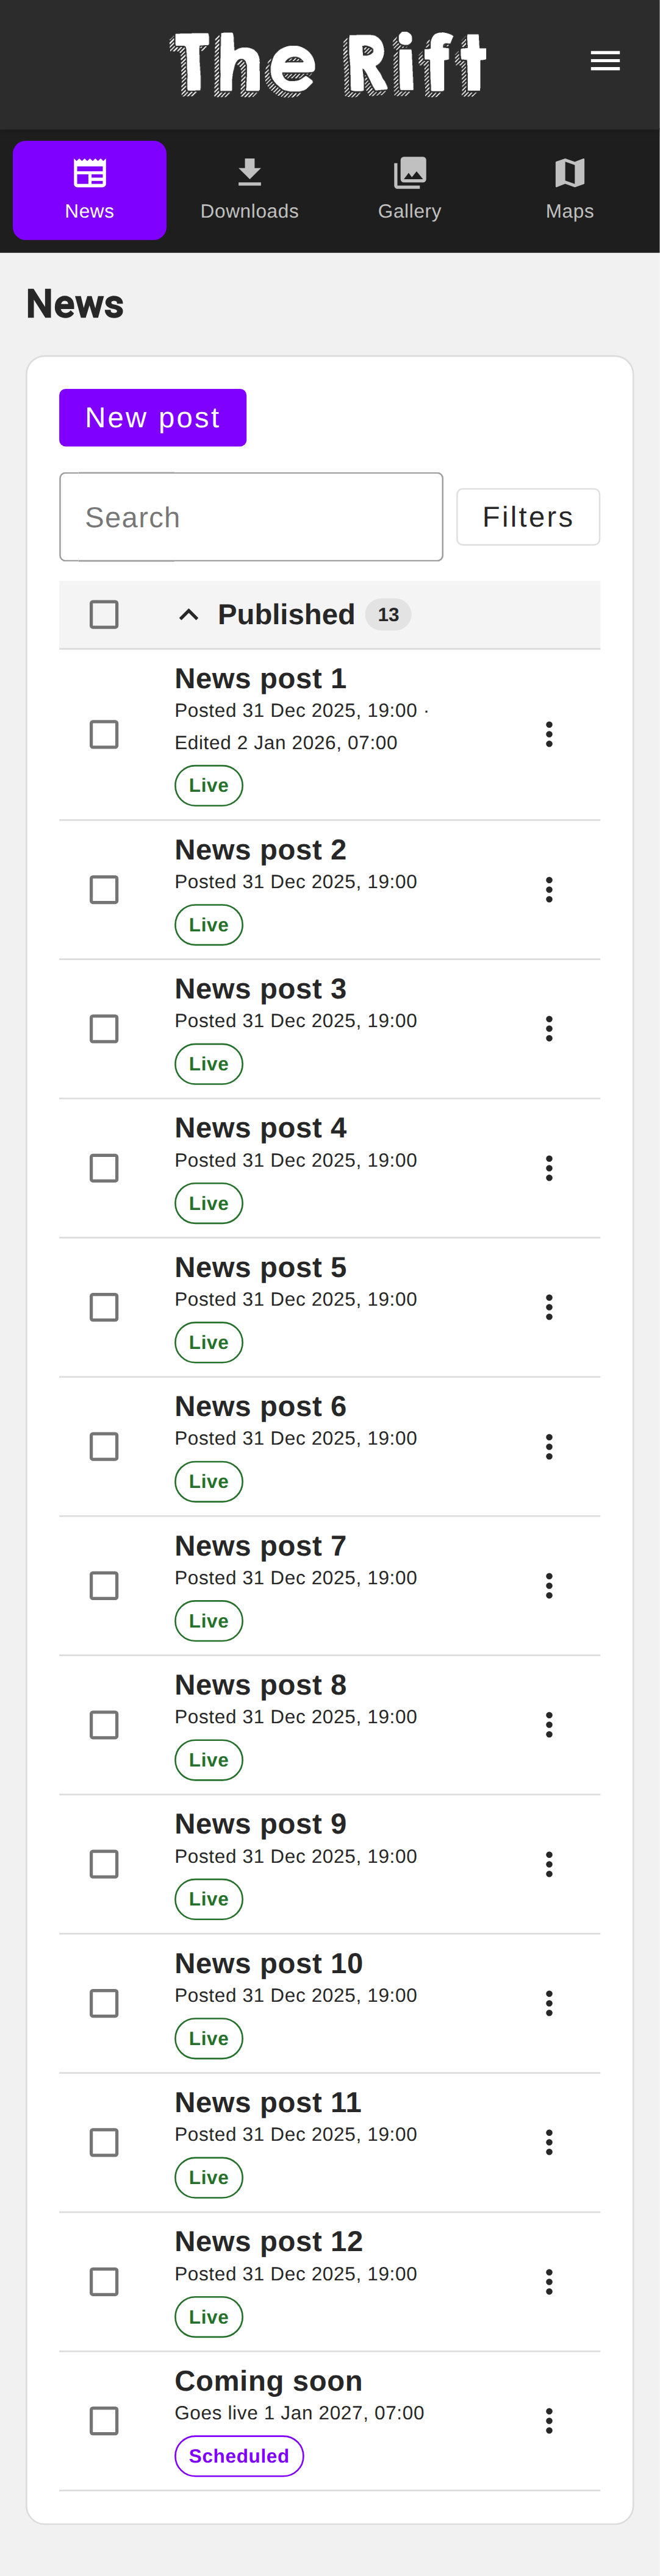 The Rift
News
Downloads
Gallery
Maps
News
New post
Search
Filters
Published 13
News post 1
Posted 31 Dec 2025, 19:00 ·
Edited 2 Jan 2026, 07:00
Live
News post 2
Posted 31 Dec 2025, 19:00
Live
News post 3
Posted 31 Dec 2025, 19:00
Live
News post 4
Posted 31 Dec 2025, 19:00
Live
News post 5
Posted 31 Dec 2025, 19:00
Live
News post 6
Posted 31 Dec 2025, 19:00
Live
News post 7
Posted 31 Dec 2025, 19:00
Live
News post 8
Posted 31 Dec 2025, 19:00
Live
News post 9
Posted 31 Dec 2025, 19:00
Live
News post 10
Posted 31 Dec 2025, 19:00
Live
News post 11
Posted 31 Dec 2025, 19:00
Live
News post 12
Posted 31 Dec 2025, 19:00
Live
Coming soon
Goes live 1 Jan 2027, 07:00
Scheduled